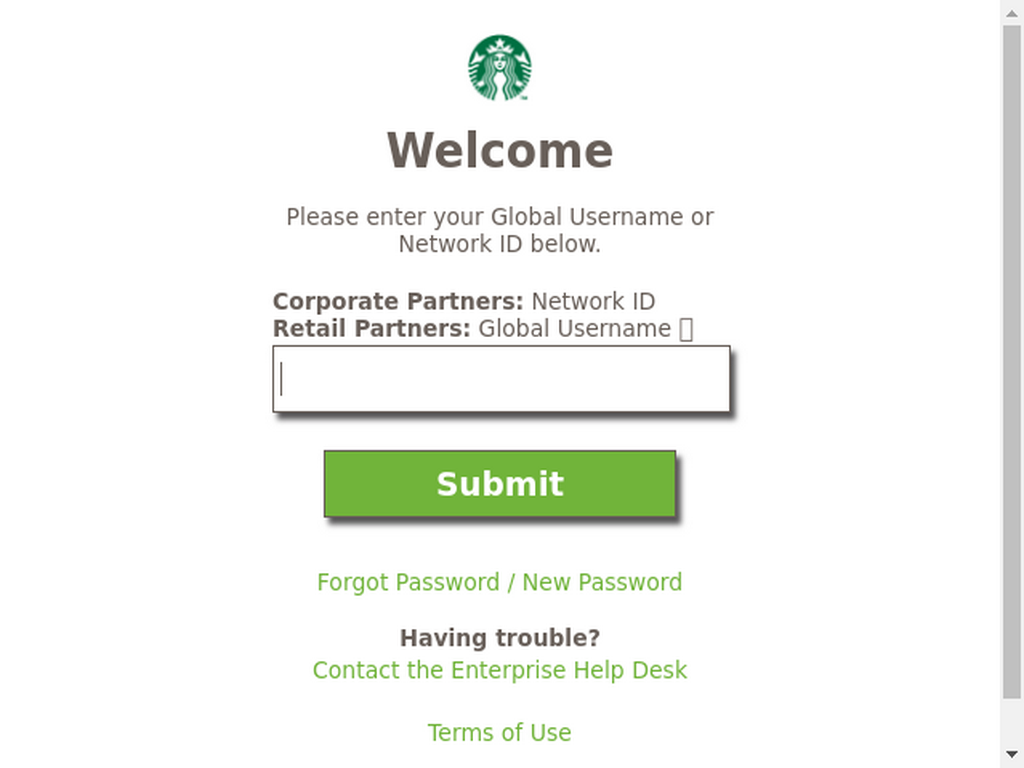 Welcome
Please enter your Global Username or
Network ID below.
Corporate Partners: Network ID
Retail Partners: Global Username
Submit
Forgot Password / New Password
Having trouble?
Contact the Enterprise Help Desk
Terms of Use